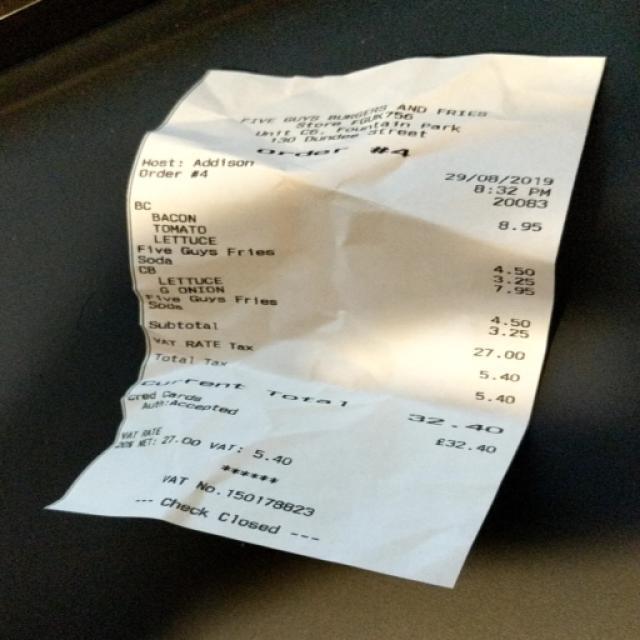 FIVE GUYS BURGERS AND FRIES
Store FGUK756
Unit C6, Fountain Park
130 Dundee Street
Order #4
Host: Addison
29/08/2019
Order #4
8:32 PM
20083
BC 8.95
BACON
TOMATO
LETTUCE
Five Guys Fries 4.50
Soda 3.25
CB 7.95
LETTUCE
G ONION
Five Guys Fries 4.50
Soda 3.25
Subtotal 27.00
VAT RATE Tax 5.40
Total Tax 5.40
Current Total 32.40
Cred Cards £32.40
Auth:Accepted
VAT RATE
NET: 27.00 VAT: 5.40
******
VAT No.150178823
--- Check Closed ---